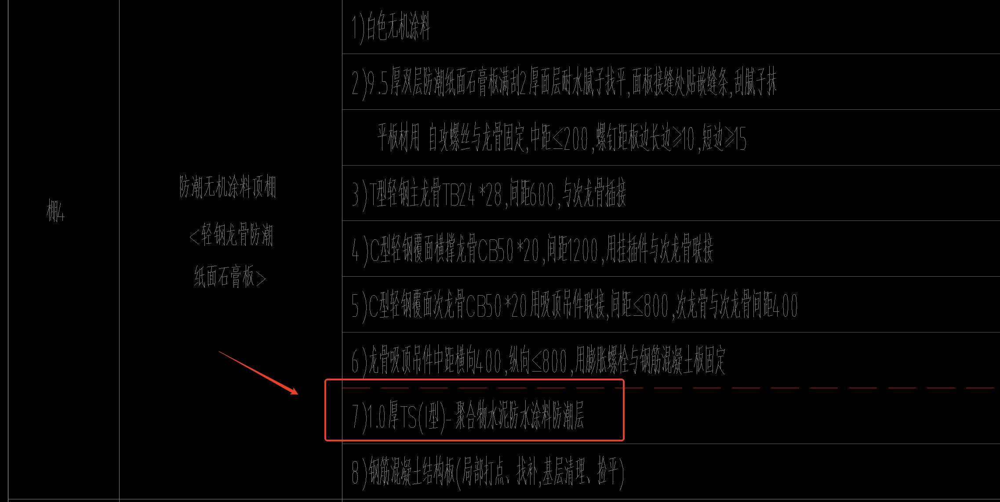 棚4
防潮无机涂料顶棚
<轻钢龙骨防潮
纸面石膏板>
1)白色无机涂料
2)9.5厚双层防潮纸面石膏板满刮2厚面层耐水腻子找平,面板接缝处贴嵌缝条,刮腻子抹
平板材用 自攻螺丝与龙骨固定,中距≤200,螺钉距板边长边≥10,短边≥15
3)T型轻钢主龙骨TB24*28,间距600,与次龙骨插接
4)C型轻钢覆面横撑龙骨CB50*20,间距1200,用挂插件与次龙骨联接
5)C型轻钢覆面次龙骨CB50*20用吸顶吊件联接,间距≤800,次龙骨与次龙骨间距400
6)龙骨吸顶吊件中距横向400,纵向≤800,用膨胀螺栓与钢筋混凝土板固定
7)1.0厚TS(I型)-聚合物水泥防水涂料防潮层
8)钢筋混凝土结构板(局部打点、找补,基层清理、捡平)